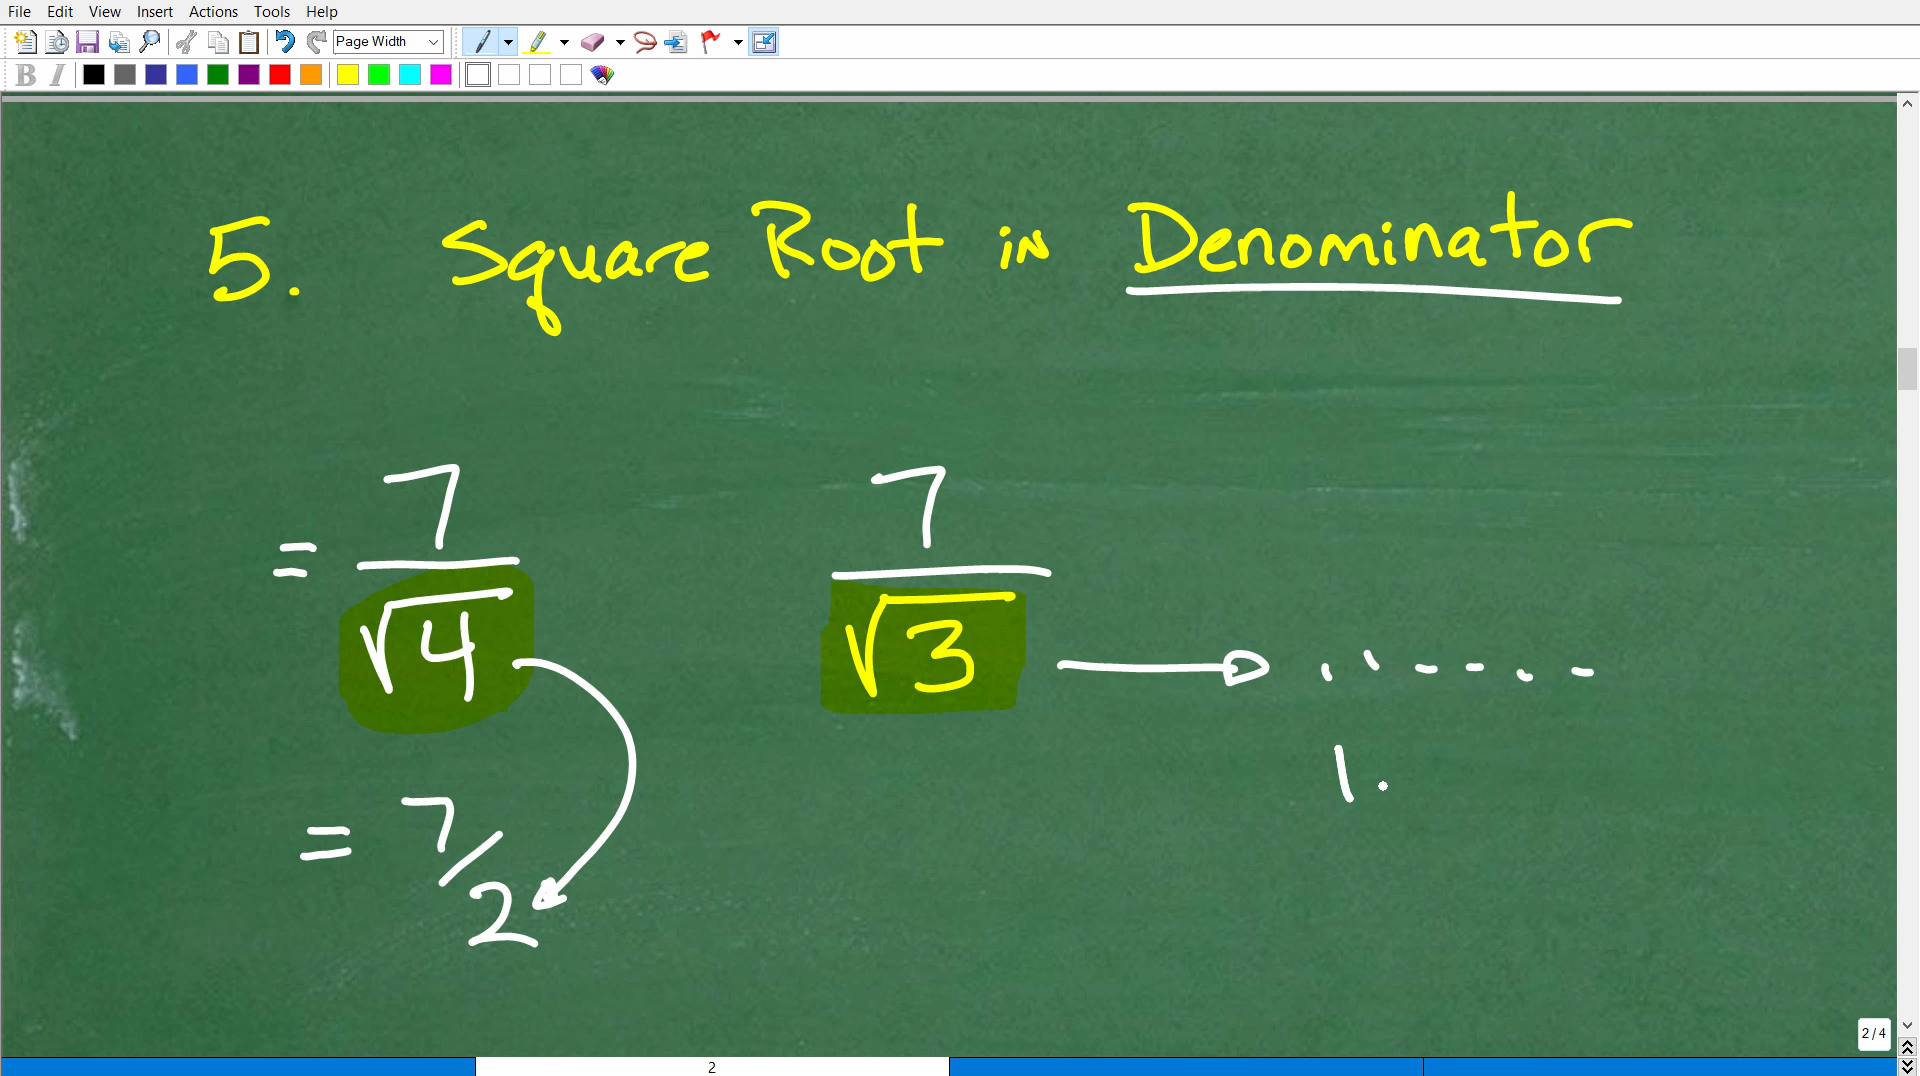 File Edit View Insert Actions Tools Help
Page Width
B I
5. Square Root in Denominator
= 7/√4
7/√3
1.
= 7/2
2/4
2